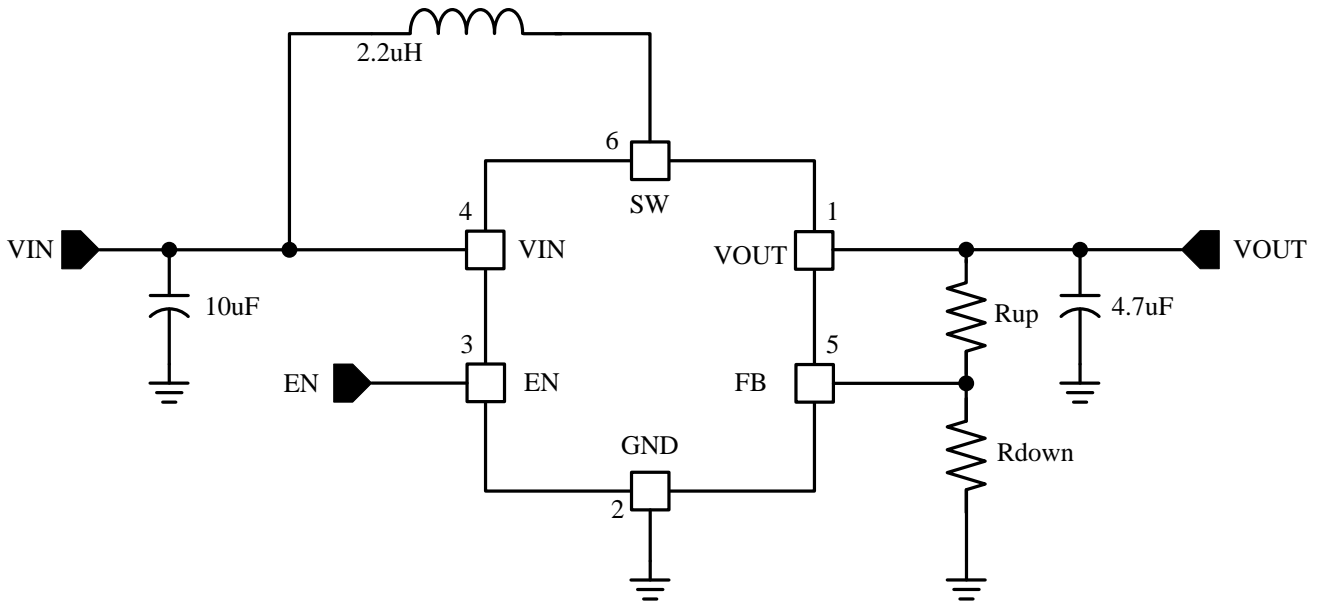 2.2uH
6
SW
4
1
VIN
VIN
VOUT
VOUT
10uF
Rup
4.7uF
3
5
EN
EN
FB
GND
Rdown
2